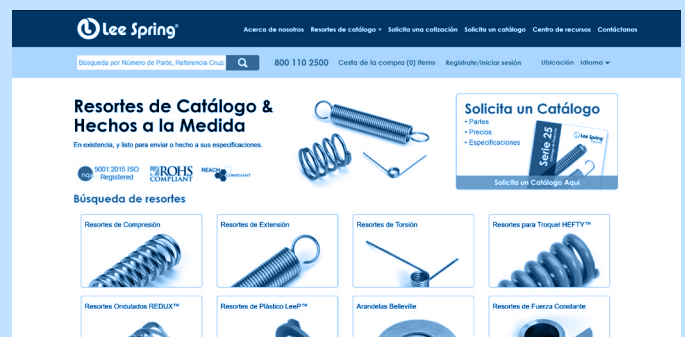 Lee Spring®
Acerca de nosotros Resortes de catálogo Solicita una cotización Solicita un catálogo Centro de recursos Contáctanos
Búsqueda por Número de Parte, Referencia Cruz
800 110 2500 Cesta de la compra (0) Items Regístrate/Iniciar sesión Ubicación Idioma
Resortes de Catálogo &
Hechos a la Medida
En existencia, y listo para enviar o hecho a sus especificaciones.
nqa 9001:2015 ISO
Registered
ROHS
COMPLIANT
REACH
COMPLIANT
Solicita un Catálogo
• Partes
• Precios
• Especificaciones
Serie 25
Lee Spring
Solicita un Catálogo Aquí
Búsqueda de resortes
Resortes de Compresión
Resortes de Extensión
Resortes de Torsión
Resortes para Troquel HEFTY™
Resortes Ondulados REDUX™
Resortes de Plástico LeeP™
Arandelas Belleville
Resortes de Fuerza Constante